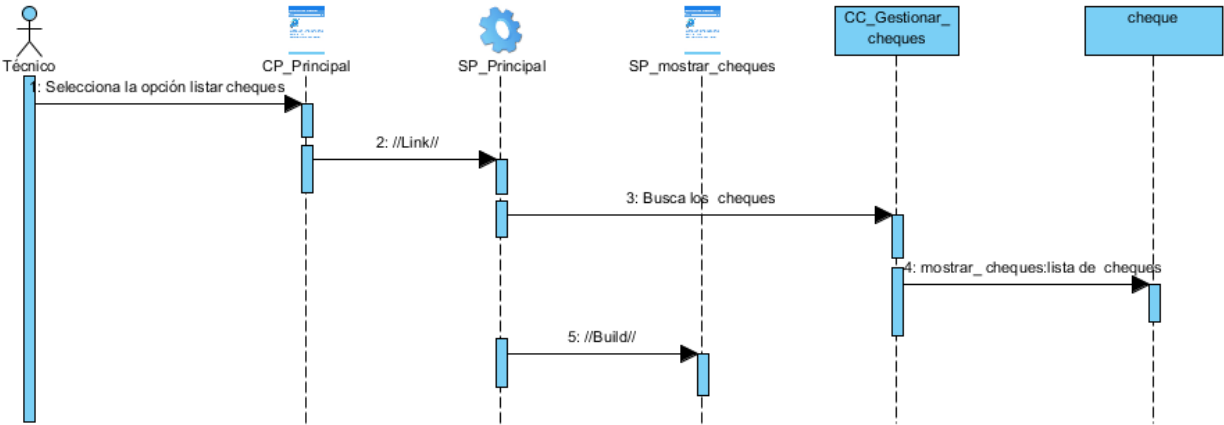 CC_Gestionar_
cheques
cheque
Técnico
CP_Principal
SP_Principal
SP_mostrar_cheques
1: Selecciona la opción listar cheques
2: //Link//
3: Busca los cheques
4: mostrar_ cheques:lista de cheques
5: //Build//